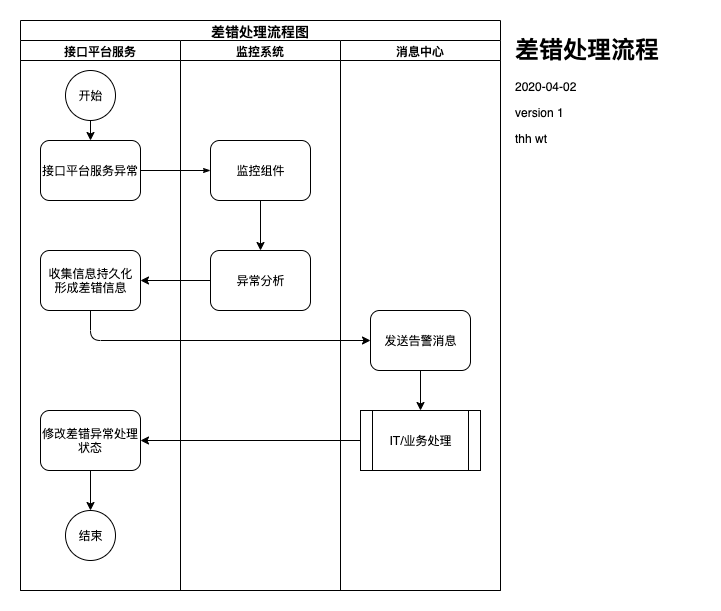 差错处理流程图
接口平台服务
监控系统
消息中心
开始
接口平台服务异常
监控组件
收集信息持久化
形成差错信息
异常分析
发送告警消息
修改差错异常处理
状态
IT/业务处理
结束
差错处理流程
2020-04-02
version 1
thh wt